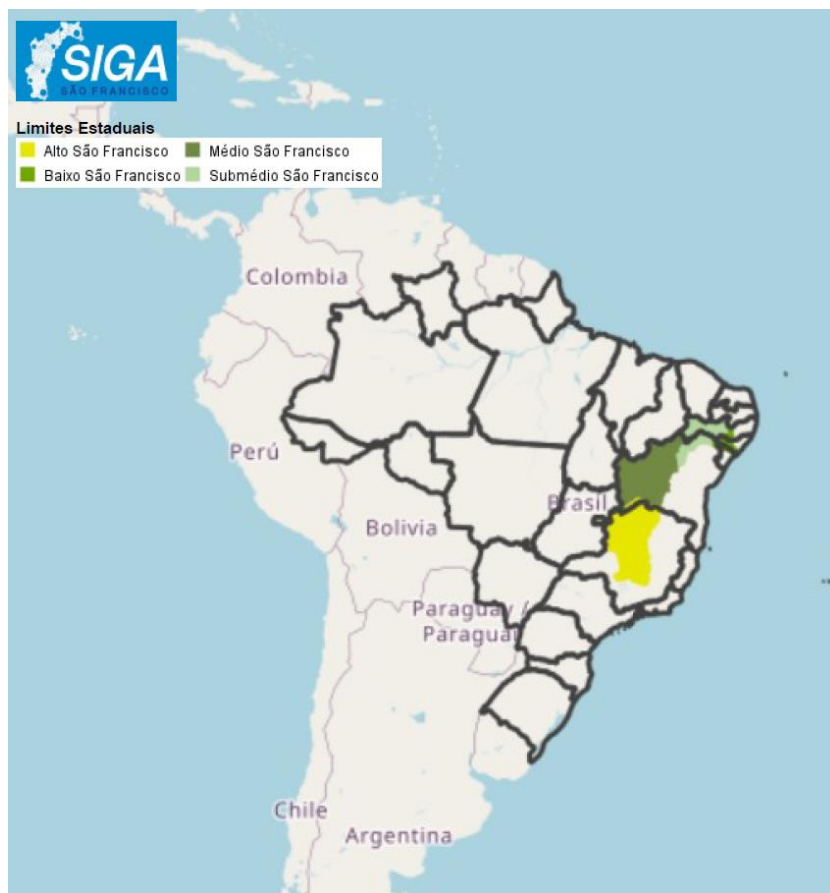 SIGA
SÃO FRANCISCO
Limites Estaduais
Alto São Francisco
Médio São Francisco
Baixo São Francisco
Submédio São Francisco
Colombia
Perú
Brasil
Bolivia
Paraguay /
Paraguái
Chile
Argentina